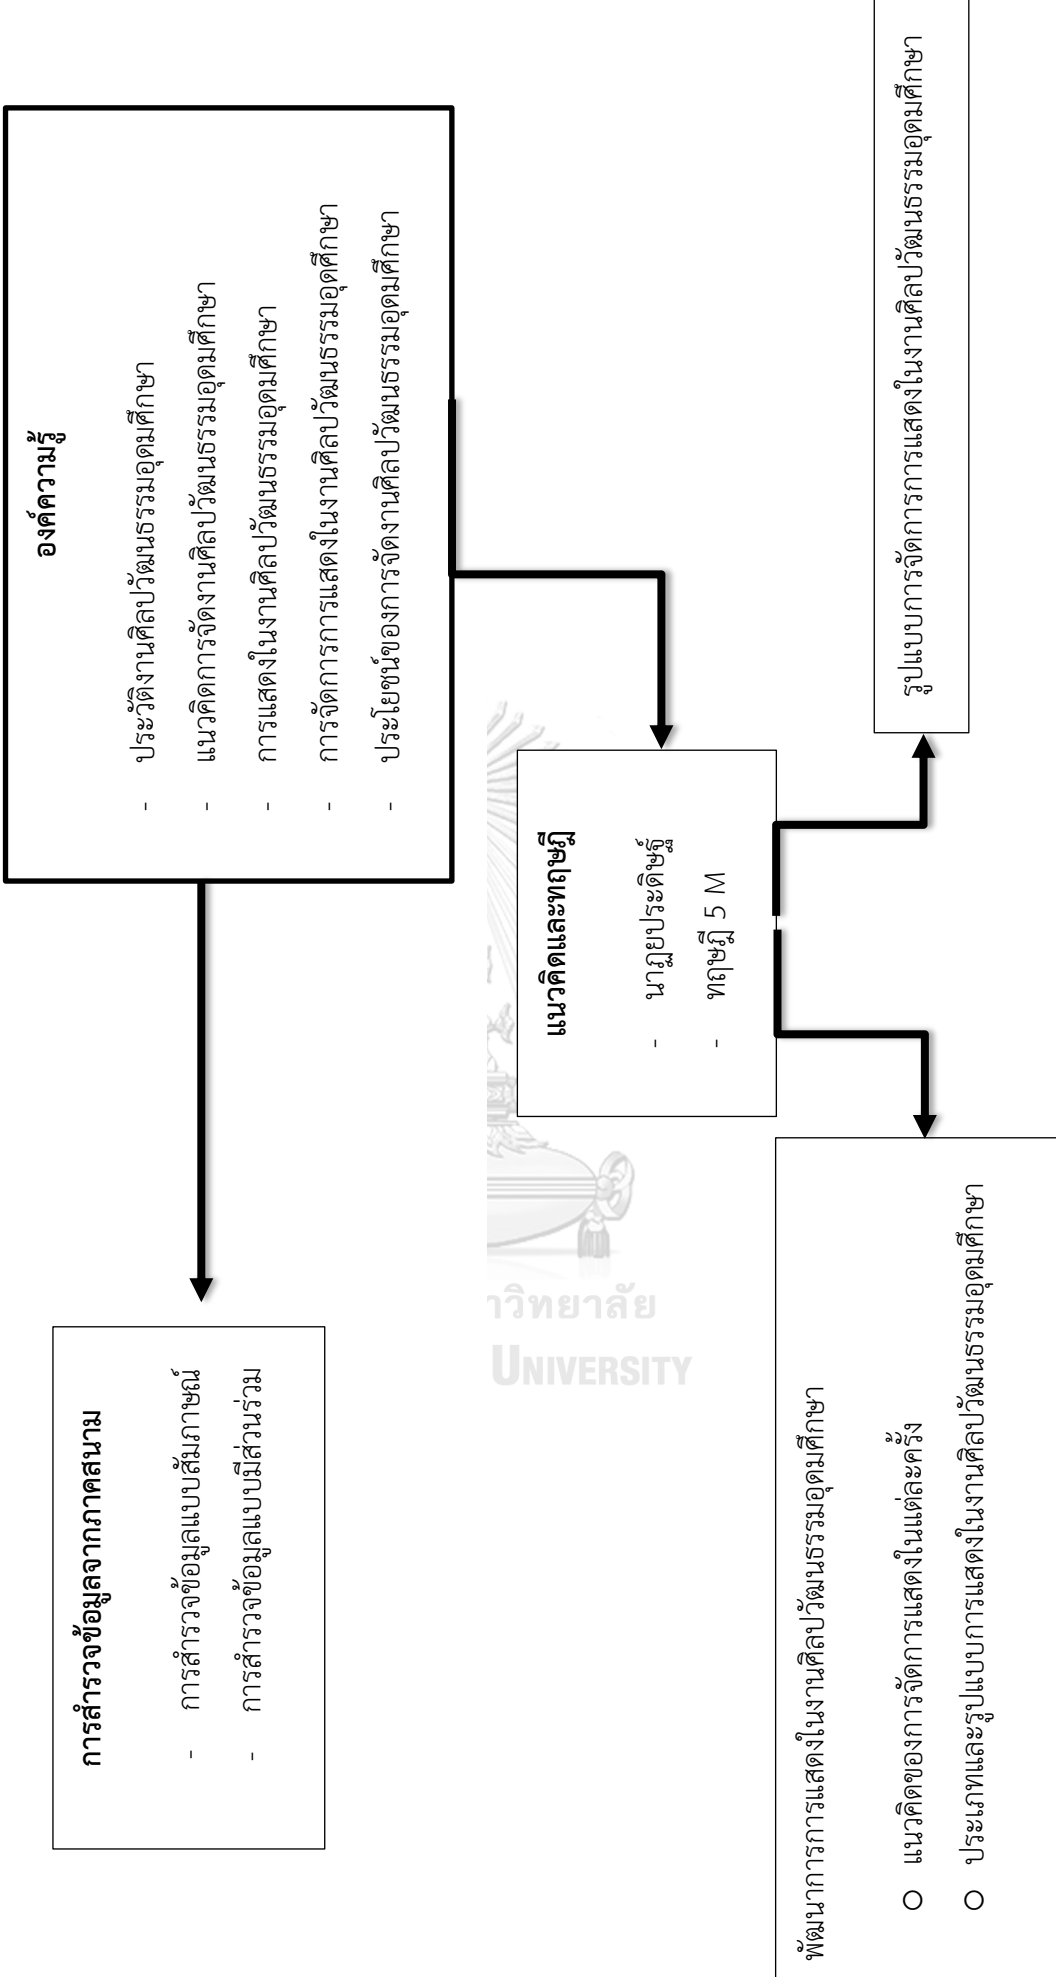 การสำรวจข้อมูลจากภาคสนาม
- การสำรวจข้อมูลแบบสัมภาษณ์
- การสำรวจข้อมูลแบบมีส่วนร่วม
องค์ความรู้
- ประวัติงานศิลปวัฒนธรรมอุดมศึกษา
- แนวคิดการจัดงานศิลปวัฒนธรรมอุดมศึกษา
- การแสดงในงานศิลปวัฒนธรรมอุดมศึกษา
- การจัดการการแสดงในงานศิลปวัฒนธรรมอุดศึกษา
- ประโยชน์ของการจัดงานศิลปวัฒนธรรมอุดมศึกษา
แนวคิดและทฤษฎี
- นาฏยประดิษฐ์
- ทฤษฎี 5 M
พัฒนาการการแสดงในงานศิลปวัฒนธรรมอุดมศึกษา
○ แนวคิดของการจัดการแสดงในแต่ละครั้ง
○ ประเภทและรูปแบบการแสดงในงานศิลปวัฒนธรรมอุดมศึกษา
รูปแบบการจัดการการแสดงในงานศิลปวัฒนธรรมอุดมศึกษา
าวิทยาลัย
UNIVERSITY